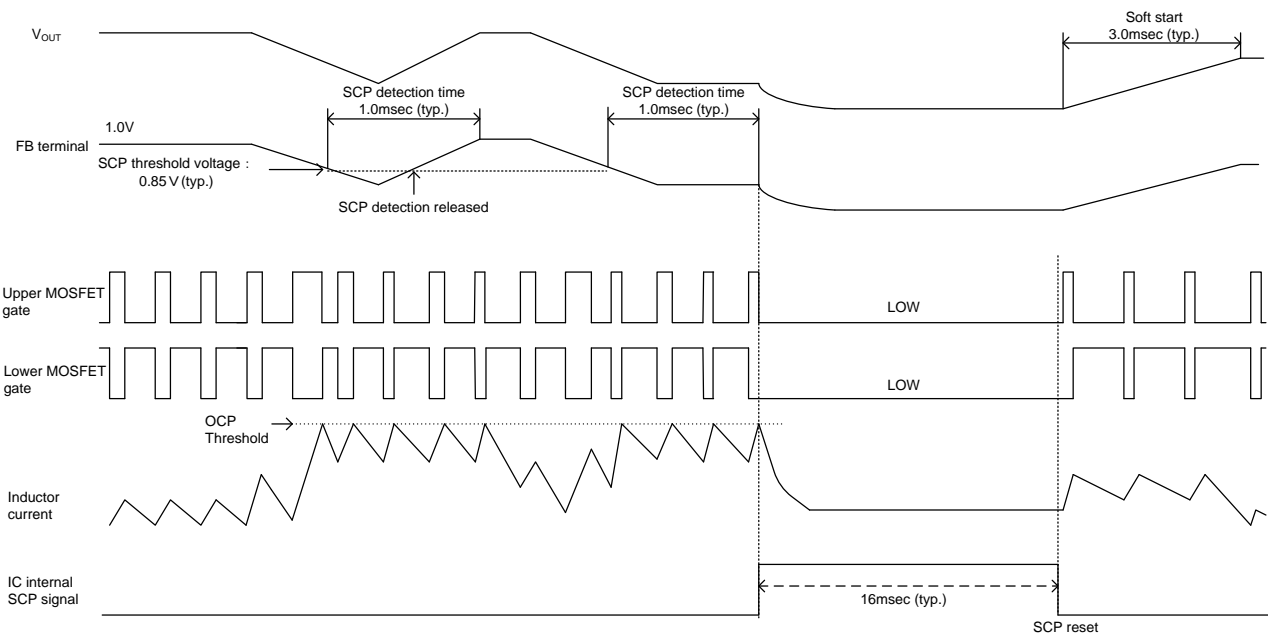 Soft start
3.0msec (typ.)
VOUT
SCP detection time
1.0msec (typ.)
SCP detection time
1.0msec (typ.)
1.0V
FB terminal
SCP threshold voltage :
0.85V (typ.)
SCP detection released
Upper MOSFET
gate
LOW
Lower MOSFET
gate
LOW
OCP
Threshold
Inductor
current
IC internal
SCP signal
16msec (typ.)
SCP reset